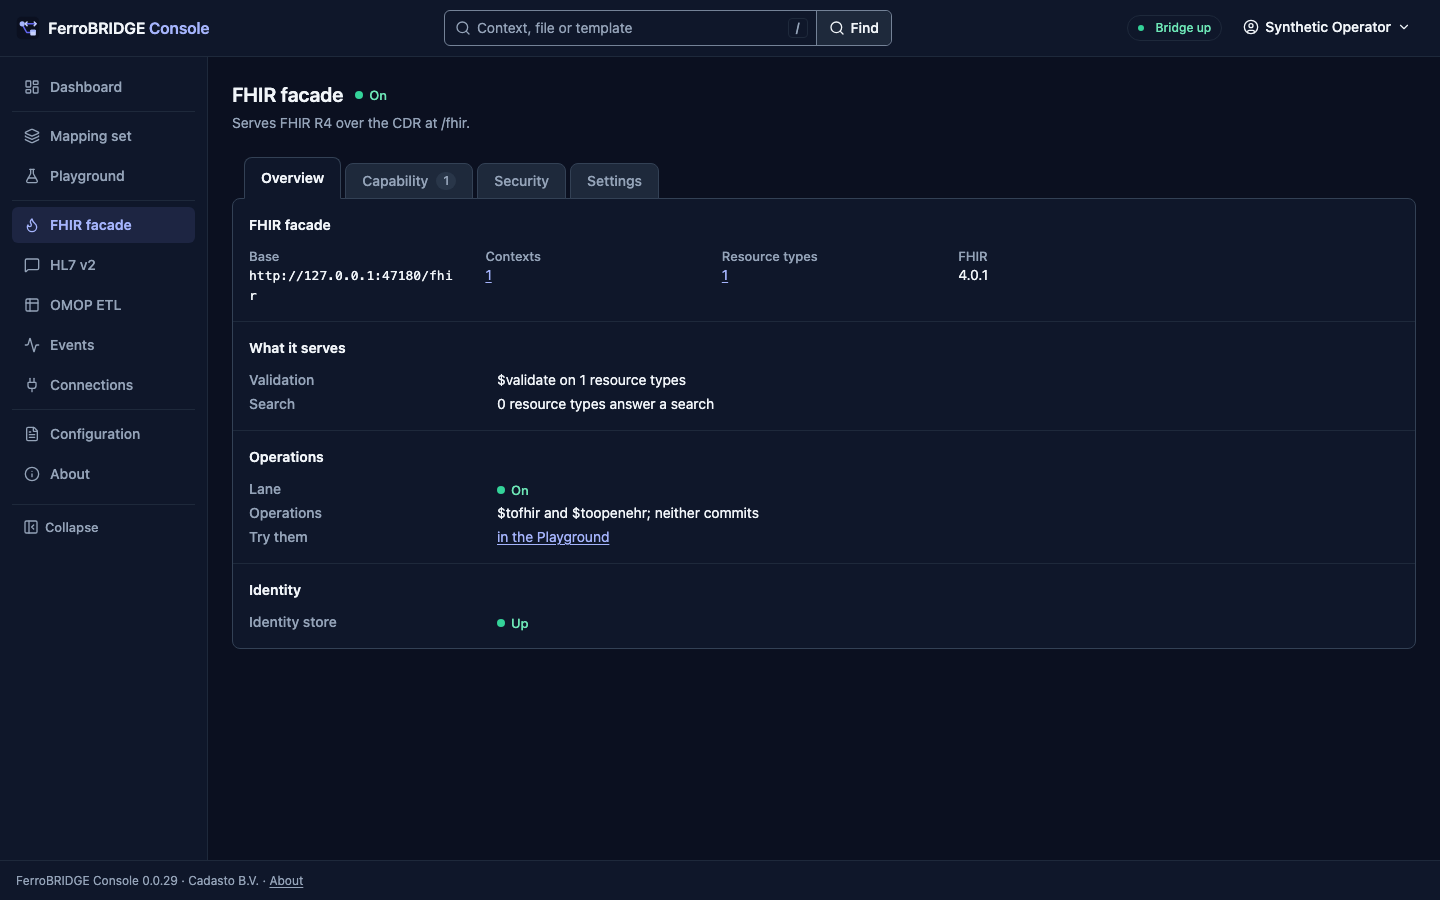 FerroBRIDGE Console
Context, file or template
/
Find
Bridge up
Synthetic Operator
Dashboard
Mapping set
Playground
FHIR facade
HL7 v2
OMOP ETL
Events
Connections
Configuration
About
Collapse
FHIR facade
On
Serves FHIR R4 over the CDR at /fhir.
Overview
Capability 1
Security
Settings
FHIR facade
Base
Contexts
Resource types
FHIR
http://127.0.0.1:47180/fhi
r
1
1
4.0.1
What it serves
Validation
$validate on 1 resource types
Search
0 resource types answer a search
Operations
Lane
On
Operations
$tofhir and $toopenehr; neither commits
Try them
in the Playground
Identity
Identity store
Up
FerroBRIDGE Console 0.0.29 · Cadasto B.V. · About